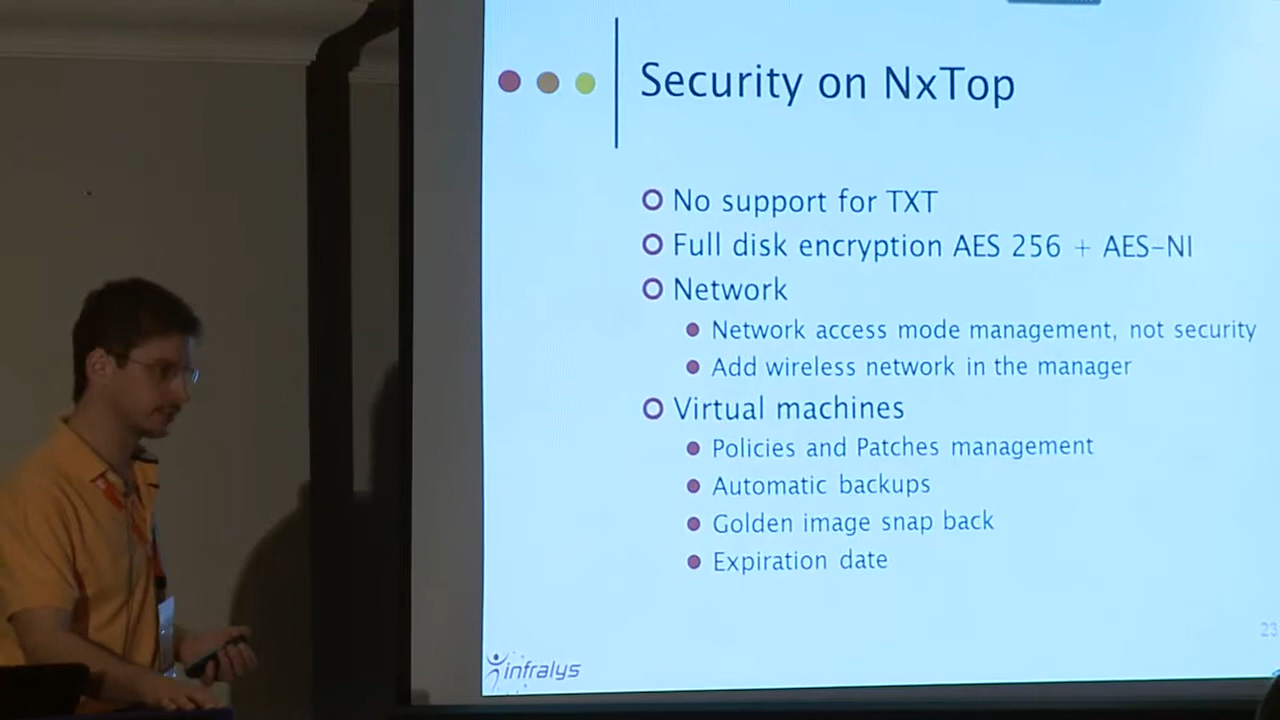 Security on NxTop
No support for TXT
Full disk encryption AES 256 + AES-NI
Network
Network access mode management, not security
Add wireless network in the manager
Virtual machines
Policies and Patches management
Automatic backups
Golden image snap back
Expiration date
23
infralys